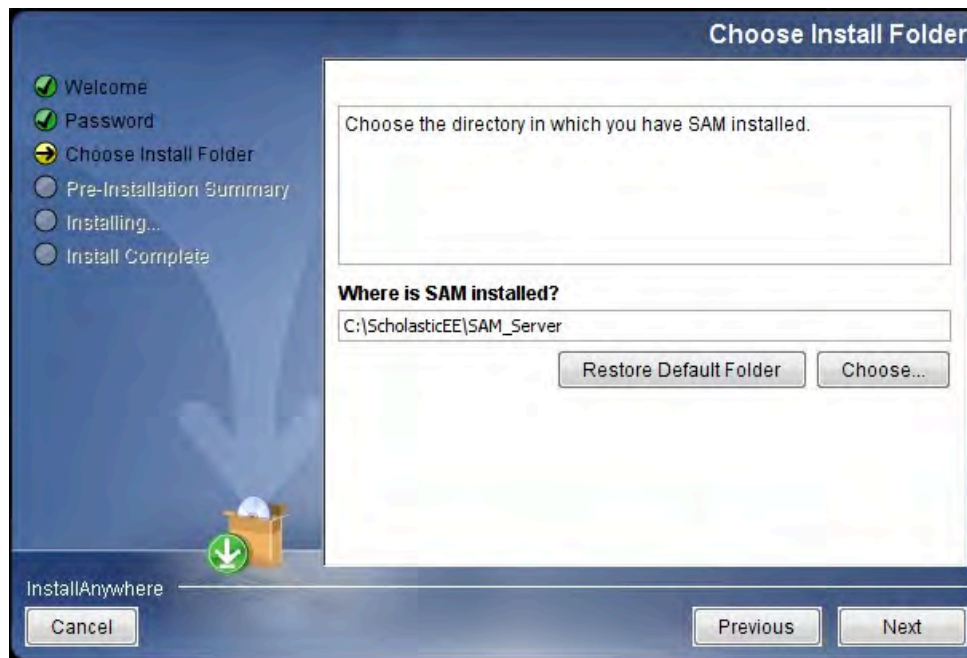 Choose Install Folder
Welcome
Password
Choose Install Folder
Pre-Installation Summary
Installing...
Install Complete
Choose the directory in which you have SAM installed.
Where is SAM installed?
C:\ScholasticEE\SAM_Server
Restore Default Folder
Choose...
InstallAnywhere
Cancel
Previous
Next